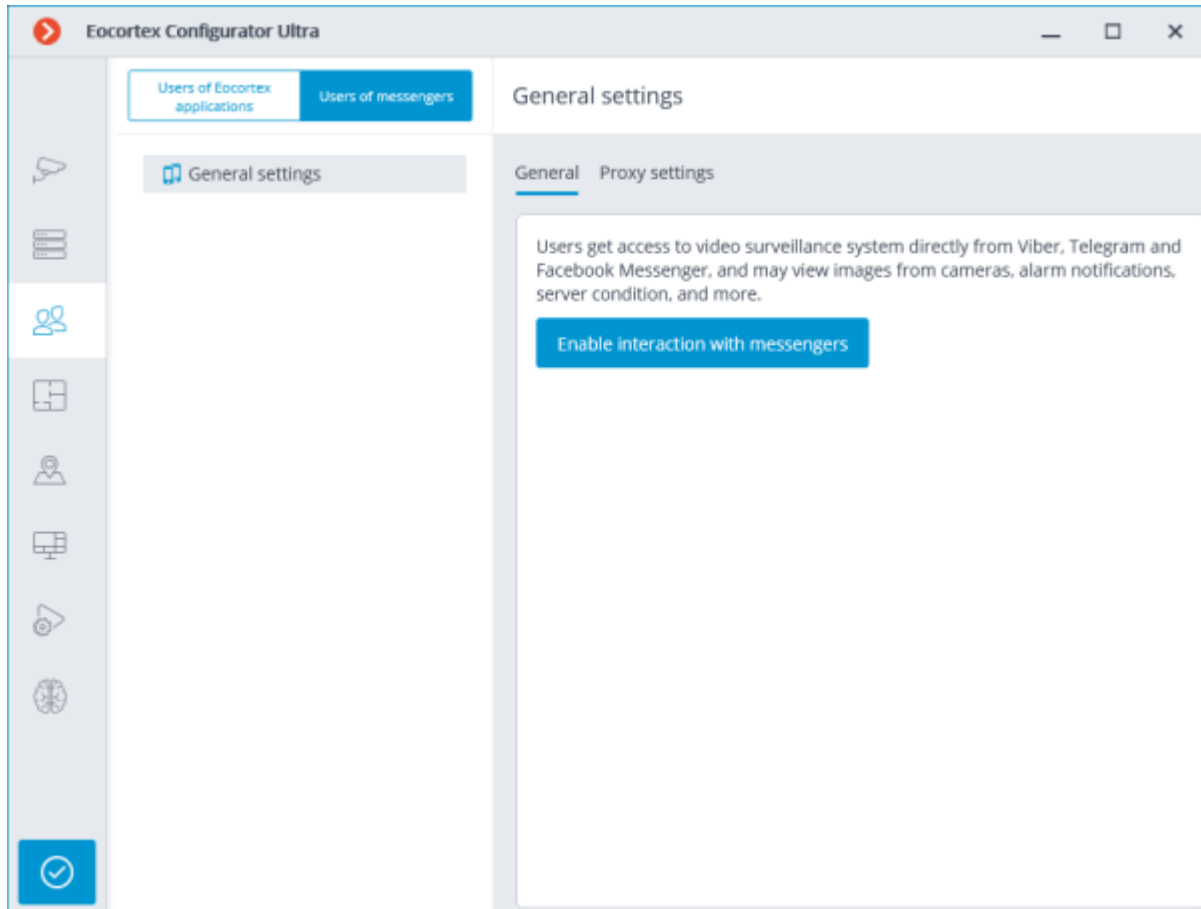 Eocortex Configurator Ultra
Users of Eocortex
applications
Users of messengers
General settings
General settings
General
Proxy settings
Users get access to video surveillance system directly from Viber, Telegram and
Facebook Messenger, and may view images from cameras, alarm notifications,
server condition, and more.
Enable interaction with messengers